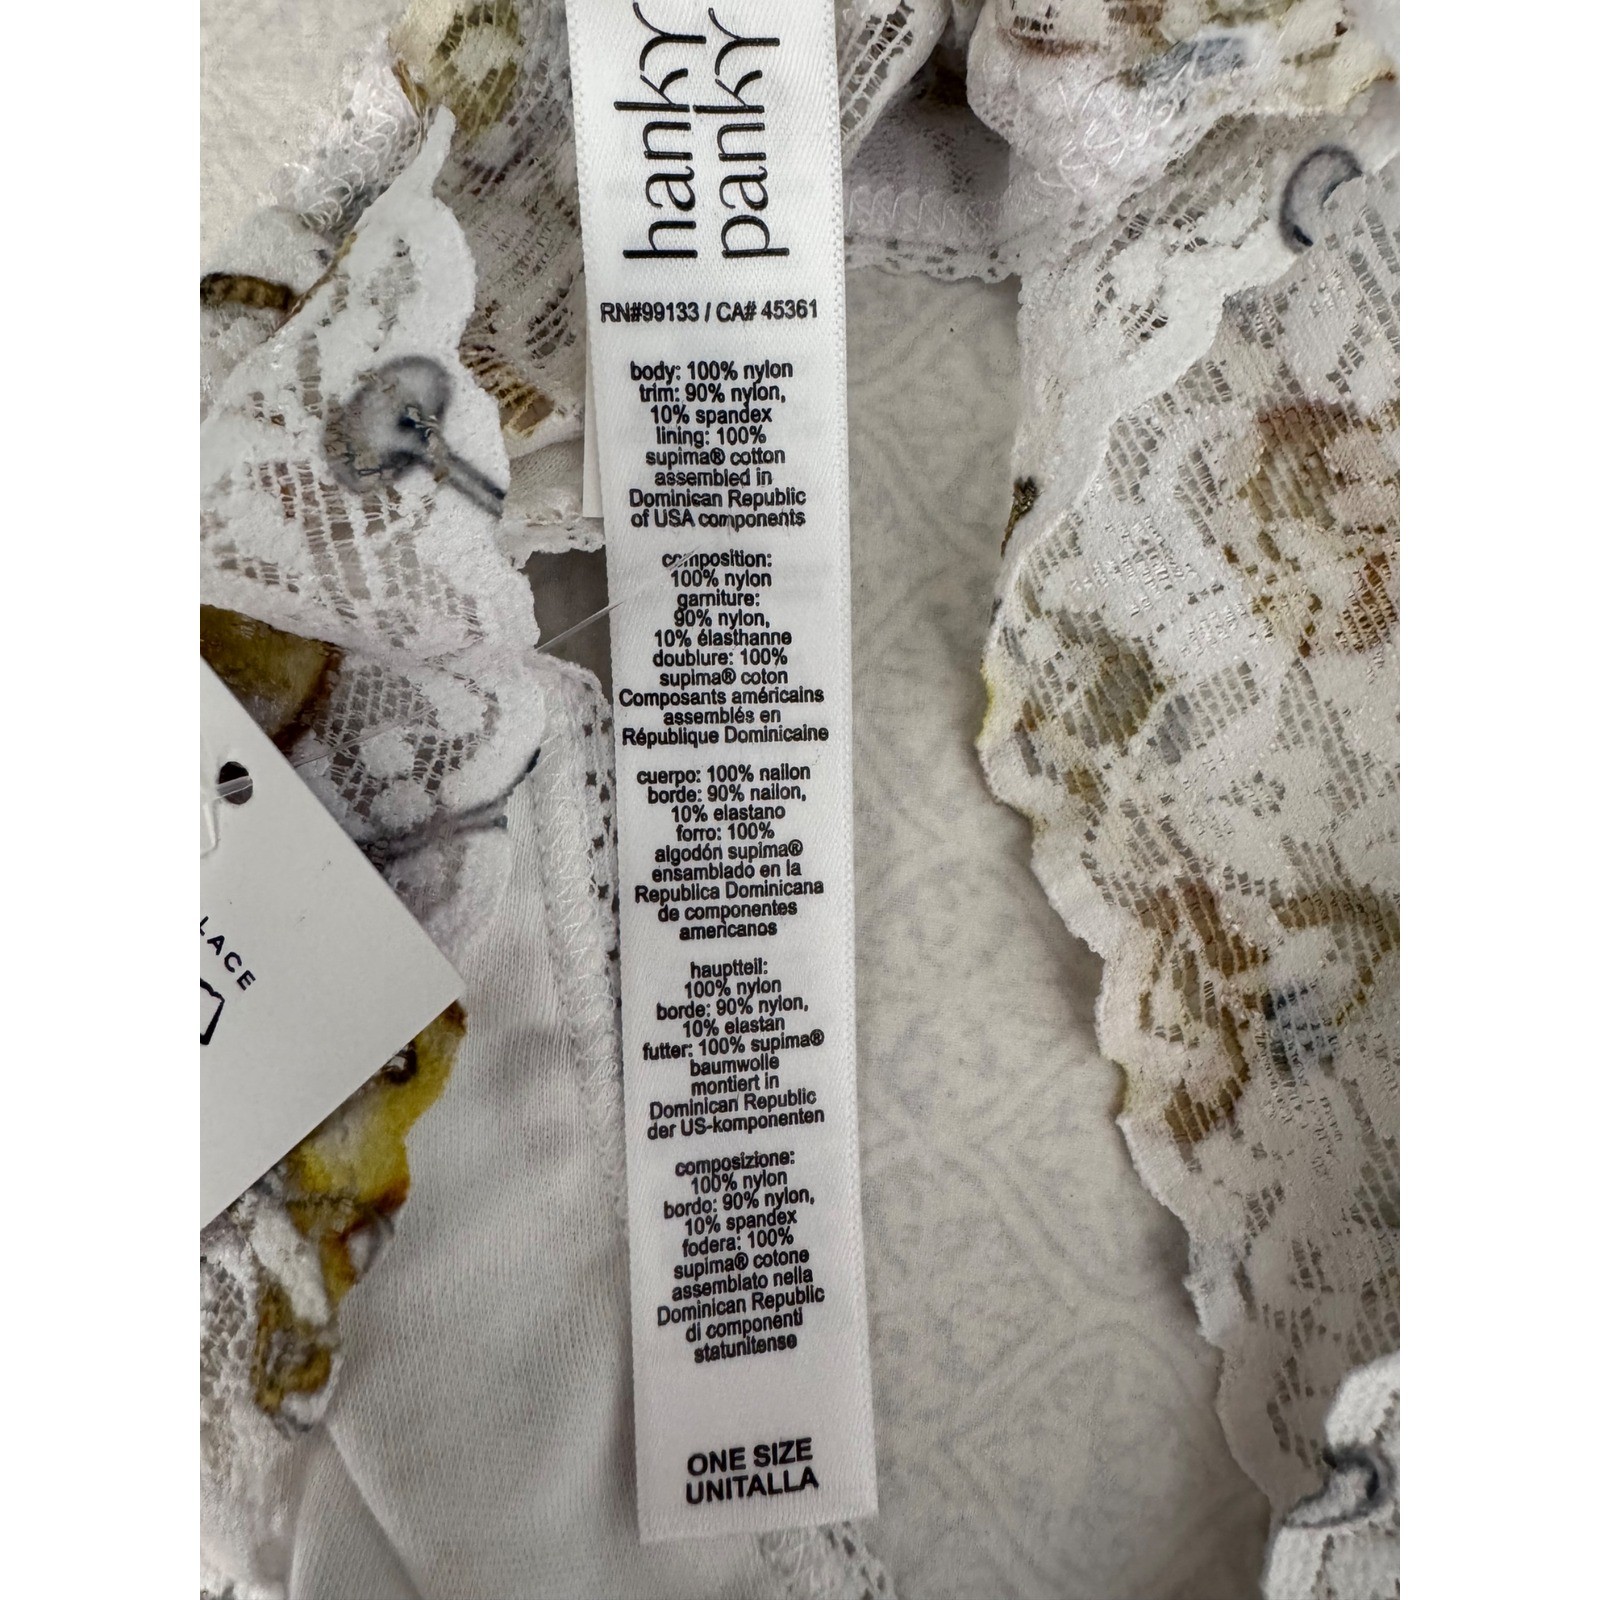 hanky
panky
RN#99133 / CA# 45361
body: 100% nylon
trim: 90% nylon,
10% spandex
lining: 100%
supima® cotton
assembled in
Dominican Republic
of USA components
composition:
100% nylon
garniture:
90% nylon,
10% élasthanne
doublure: 100%
supima® coton
Composants américains
assemblés en
République Dominicaine
cuerpo: 100% nailon
borde: 90% nailon,
10% elastano
forro: 100%
algodón supima®
ensamblado en la
Republica Dominicana
de componentes
americanos
hauptteil:
100% nylon
borde: 90% nylon,
10% elastan
futter: 100% supima®
baumwolle
montiert in
Dominican Republic
der US-komponenten
composizione:
100% nylon
bordo: 90% nylon,
10% spandex
fodera: 100%
supima® cotone
assemblato nella
Dominican Republic
di componenti
statunitense
ONE SIZE
UNITALLA
LACE